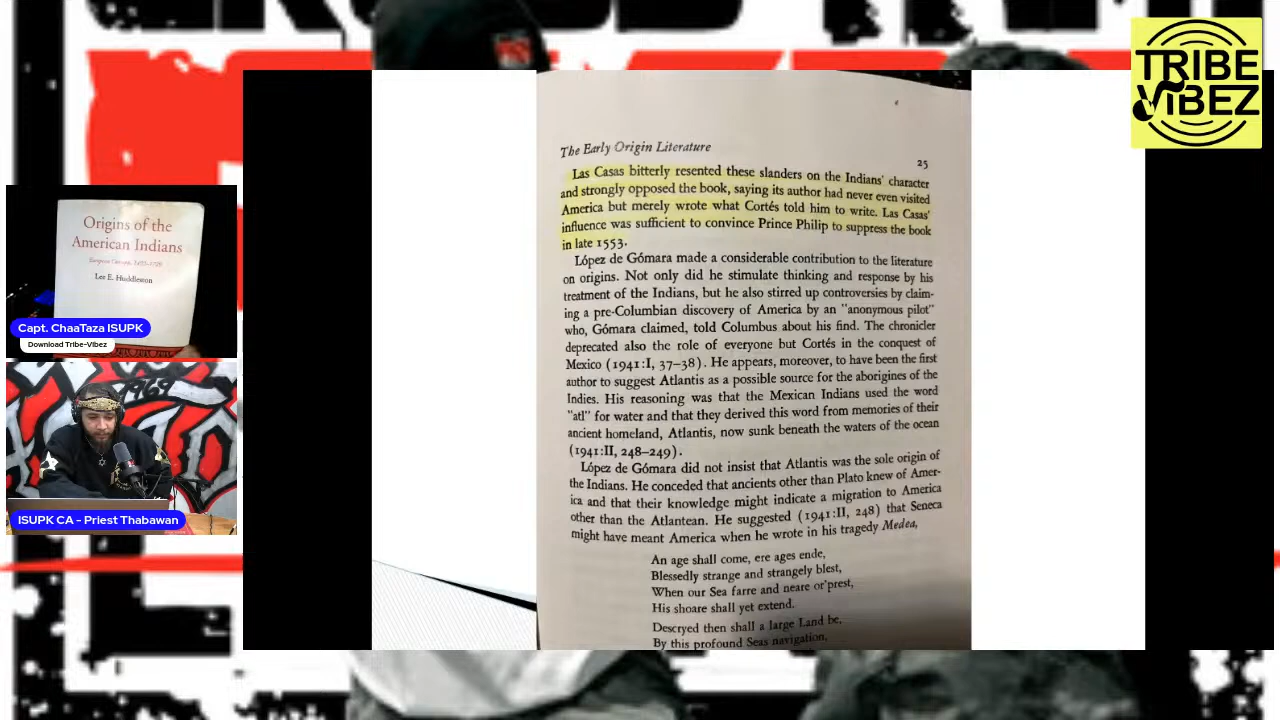 TRIBE
VIBEZ
Origins of the
American Indians
Lee E. Huddleston
Capt. ChaaTaza ISUPK
Download Tribe-Vibez
1969
ISUPK CA - Priest Thabawan
The Early Origin Literature
25
Las Casas bitterly resented these slanders on the Indians' character
and strongly opposed the book, saying its author had never even visited
America but merely wrote what Cortés told him to write. Las Casas'
influence was sufficient to convince Prince Philip to suppress the book
in late 1553.
López de Gómara made a considerable contribution to the literature
on origins. Not only did he stimulate thinking and response by his
treatment of the Indians, but he also stirred up controversies by claim-
ing a pre-Columbian discovery of America by an "anonymous pilot"
who, Gómara claimed, told Columbus about his find. The chronicler
deprecated also the role of everyone but Cortés in the conquest of
Mexico (1941:I, 37–38). He appears, moreover, to have been the first
author to suggest Atlantis as a possible source for the aborigines of the
Indies. His reasoning was that the Mexican Indians used the word
"atl" for water and that they derived this word from memories of their
ancient homeland, Atlantis, now sunk beneath the waters of the ocean
(1941:II, 248–249).
López de Gómara did not insist that Atlantis was the sole origin of
the Indians. He conceded that ancients other than Plato knew of Amer-
ica and that their knowledge might indicate a migration to America
other than the Atlantean. He suggested (1941:II, 248) that Seneca
might have meant America when he wrote in his tragedy Medea,
An age shall come, ere ages ende,
Blessedly strange and strangely blest,
When our Sea farre and neare or'prest,
His shoare shall yet extend.
Descryed then shall a large Land be,
By this profound Seas navigation,